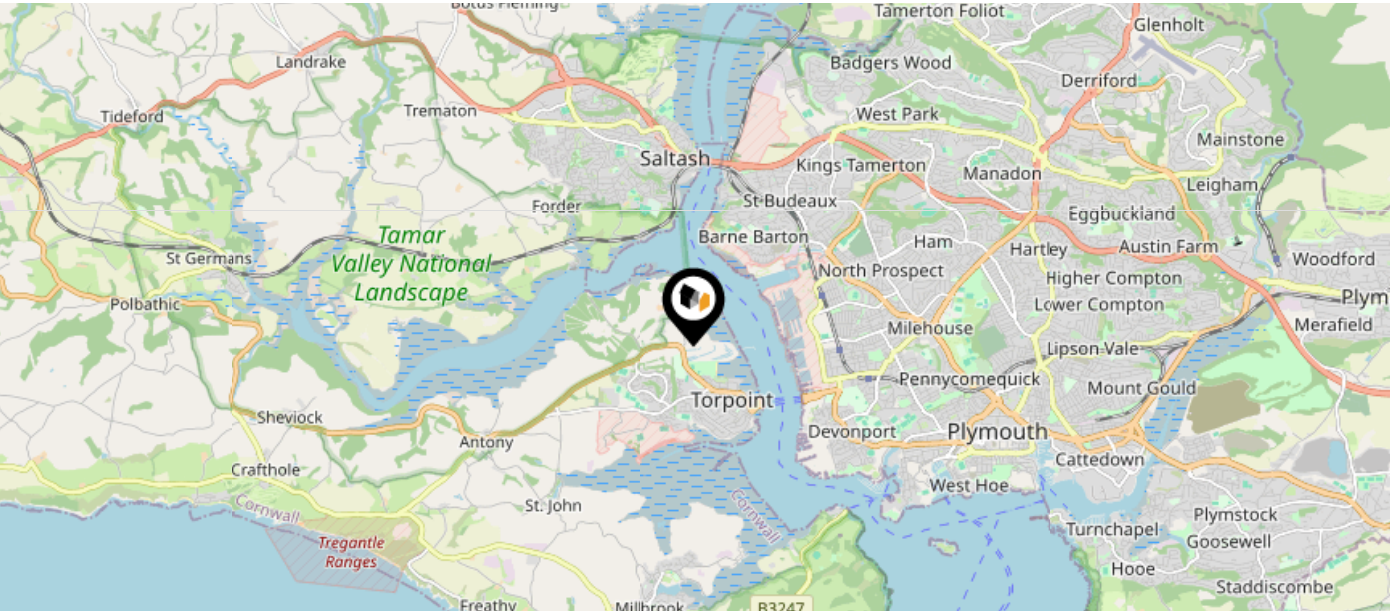 Botus Fleming
Tamerton Foliot
Glenholt
Landrake
Badgers Wood
Derriford
Tideford
Trematon
West Park
Mainstone
Saltash
Kings Tamerton
Manadon
Leigham
St Budeaux
Forder
Eggbuckland
Tamar
Valley National
Landscape
Barne Barton
Ham
Hartley
Austin Farm
St Germans
North Prospect
Higher Compton
Woodford
Polbathic
Lower Compton
Plym
Milehouse
Merafield
Lipson Vale
Pennycomequick
Mount Gould
Torpoint
Sheviock
Devonport
Plymouth
Antony
Cattedown
Crafthole
West Hoe
Cornwall
Cornwall
St. John
Plymstock
Turnchapel
Goosewell
Tregantle
Ranges
Hooe
Staddiscombe
Freathy
Millbrook
B3247